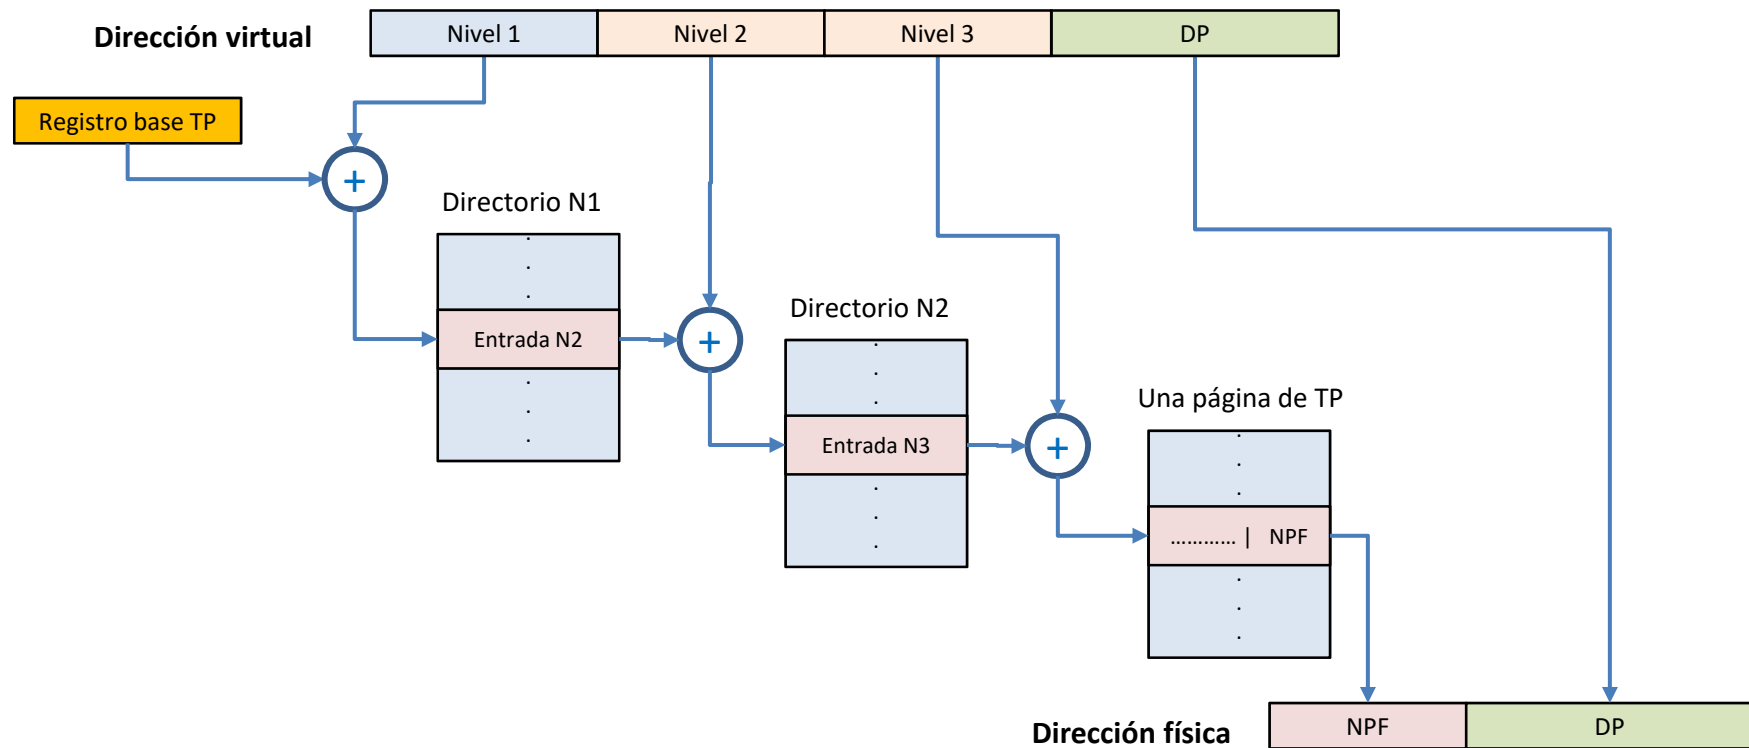 Dirección virtual
Nivel 1
Nivel 2
Nivel 3
DP
Registro base TP
+
Directorio N1
.
.
.
Entrada N2
.
.
.
+
Directorio N2
.
.
.
Entrada N3
.
.
.
+
Una página de TP
.
.
.
………… | NPF
.
.
.
Dirección física
NPF
DP